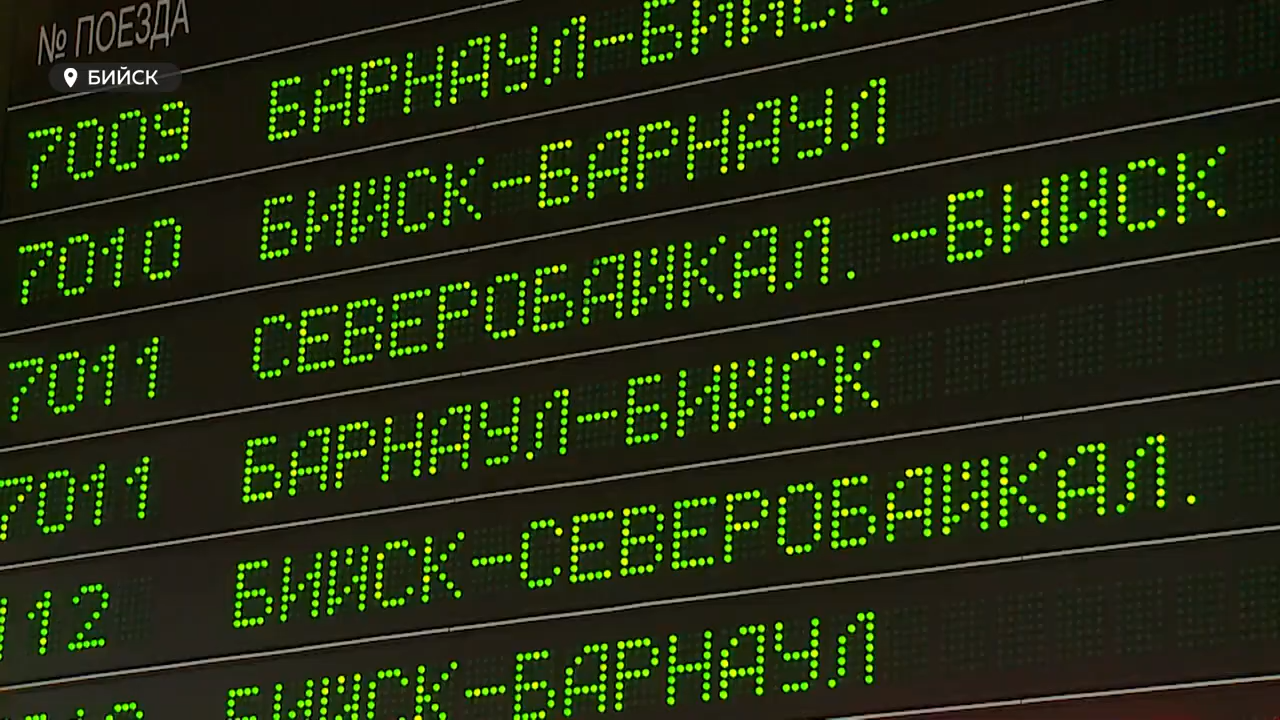 № ПОЕЗДА
БИЙСК
7009 БАРНАУЛ-БИЙСК
7010 БИЙСК-БАРНАУЛ
7011 СЕВЕРОБАЙКАЛ. -БИЙСК
7011 БАРНАУЛ-БИЙСК
112 БИЙСК-СЕВЕРОБАЙКАЛ.
БИЙСК-БАРНАУЛ